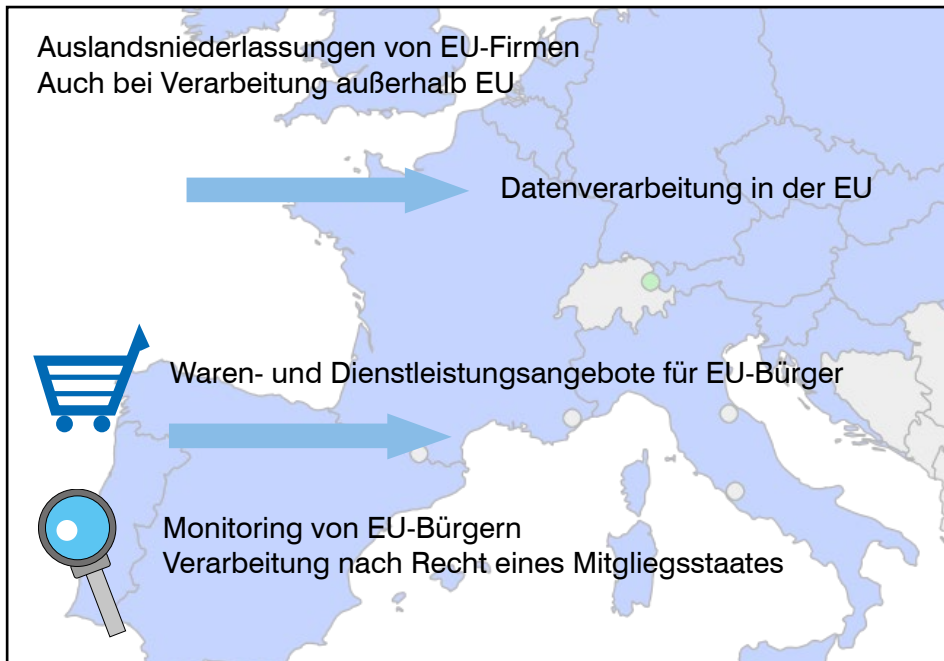 Auslandsniederlassungen von EU-Firmen
Auch bei Verarbeitung außerhalb EU
Datenverarbeitung in der EU
Waren- und Dienstleistungsangebote für EU-Bürger
Monitoring von EU-Bürgern
Verarbeitung nach Recht eines Mitgliegsstaates